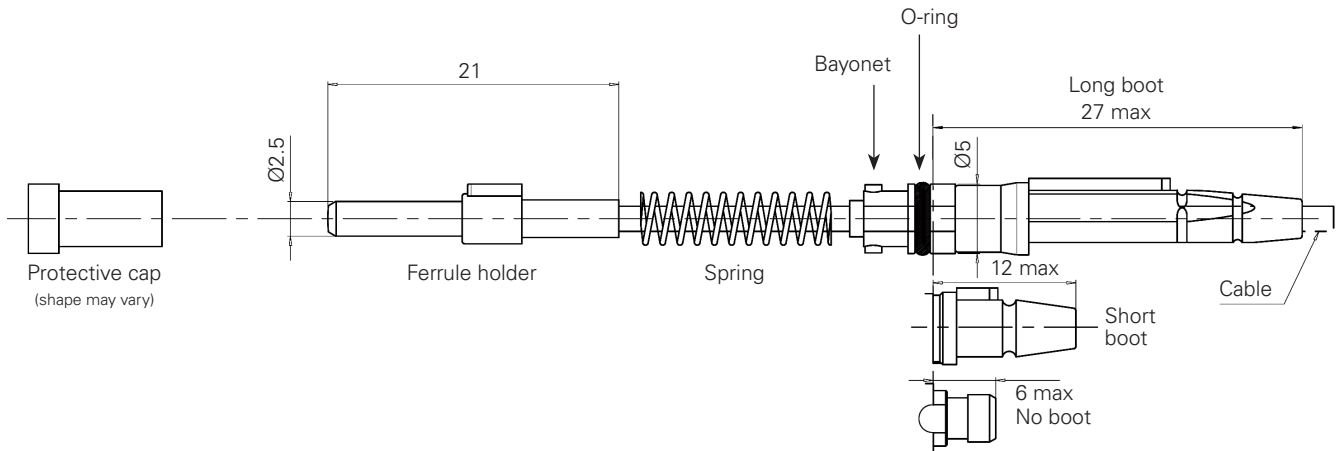 O-ring
Bayonet
21
Long boot
27 max
Ø2.5
Ø5
Protective cap
(shape may vary)
Ferrule holder
Spring
12 max
Cable
Short
boot
6 max
No boot